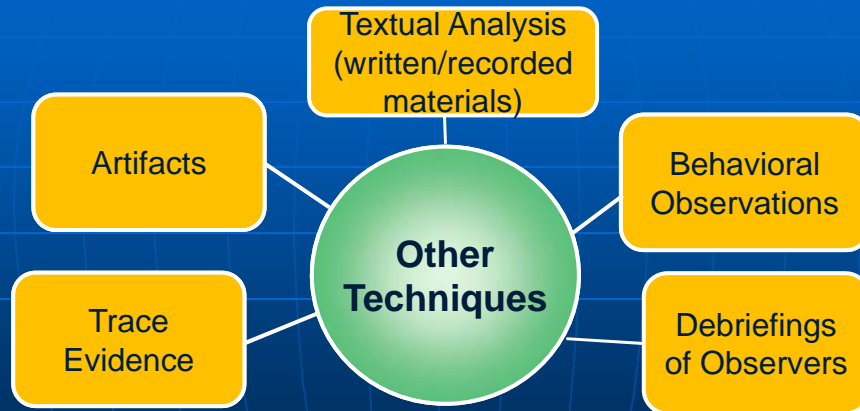 Textual Analysis
(written/recorded
materials)
Artifacts
Behavioral
Observations
Other
Techniques
Trace
Evidence
Debriefings
of Observers